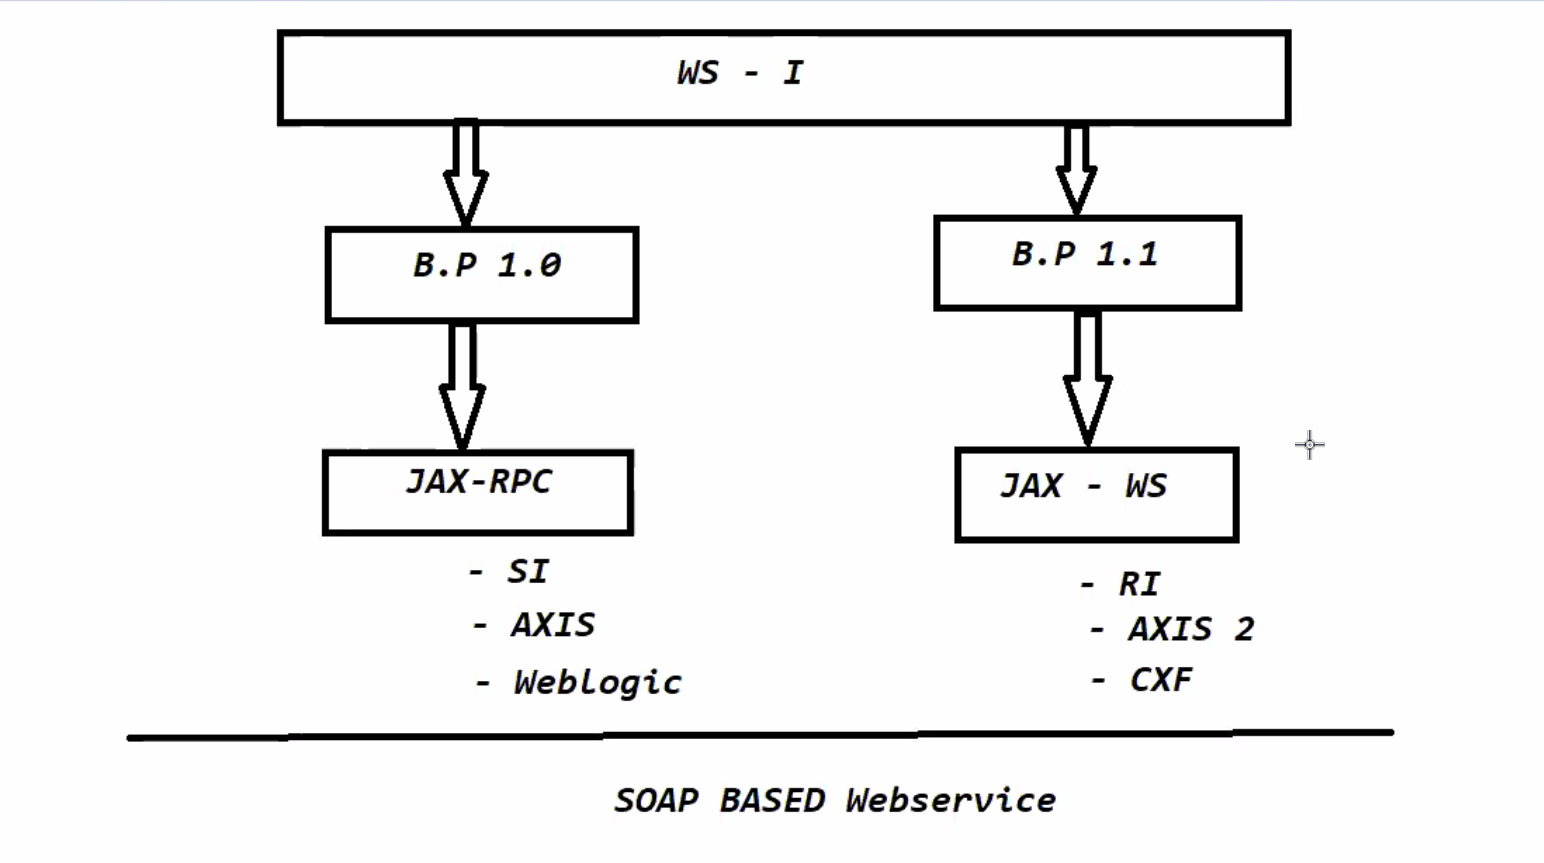 WS - I
B.P 1.0
B.P 1.1
JAX-RPC
- SI
- AXIS
- Weblogic
JAX - WS
- RI
- AXIS 2
- CXF
SOAP BASED Webservice